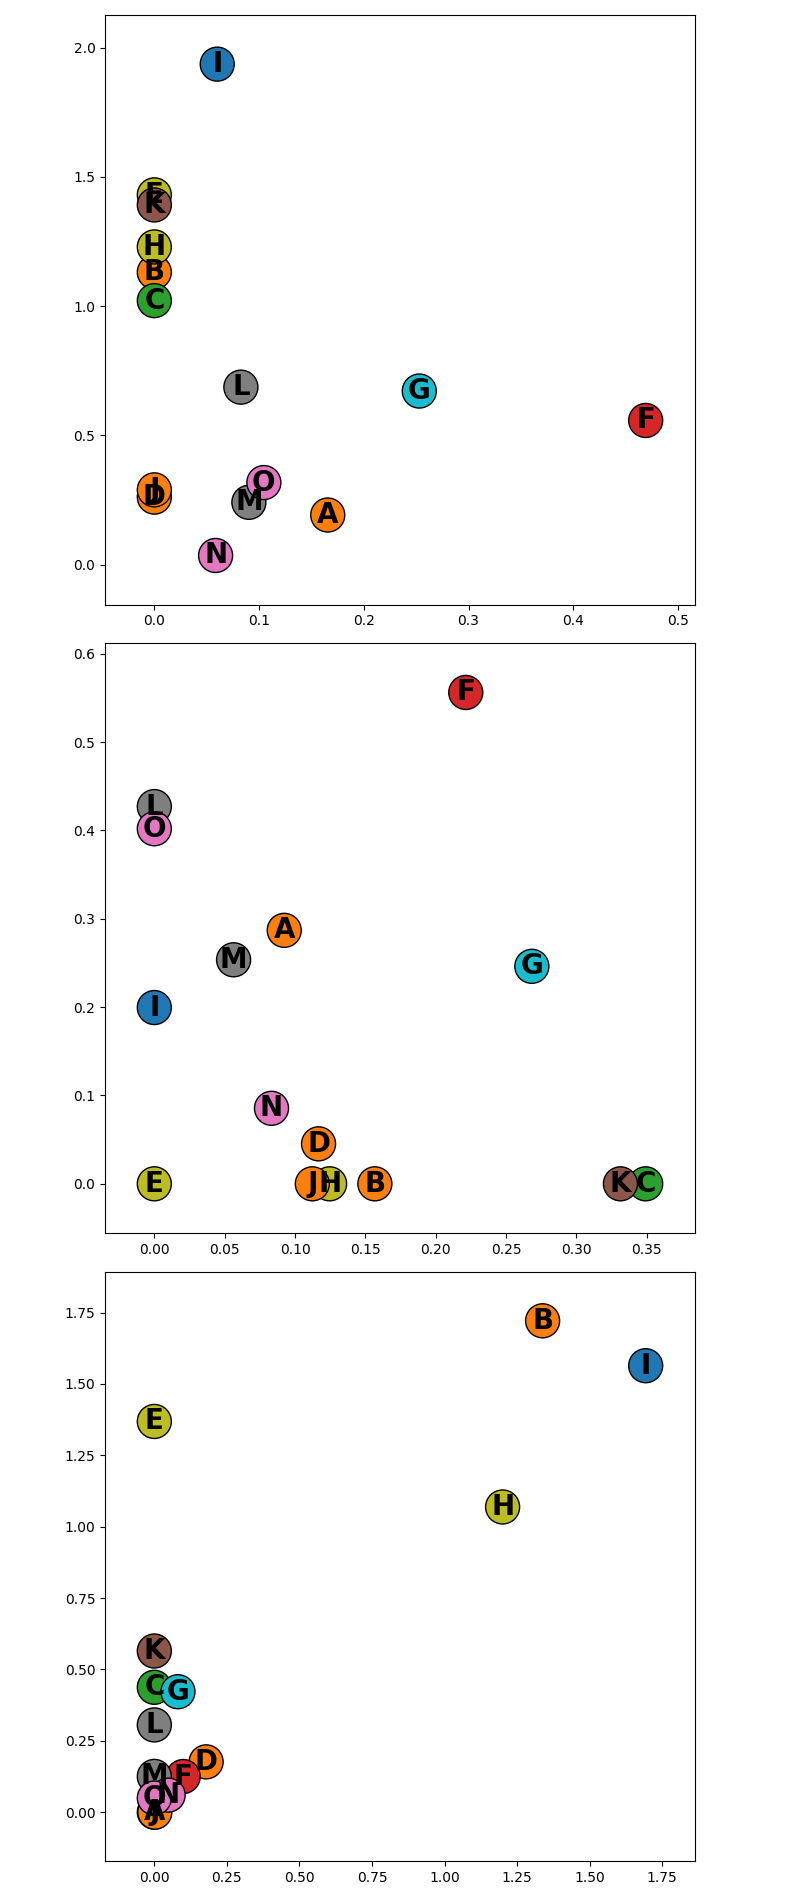 2.0
I
1.5
E
K
H
B
1.0
C
L
G
0.5
F
J
D
O
M
A
N
0.0
0.0 0.1 0.2 0.3 0.4 0.5
0.6
F
0.5
L
0.4
O
0.3
A
M
G
0.2
I
0.1
N
D
0.0
E J H B K C
0.00 0.05 0.10 0.15 0.20 0.25 0.30 0.35
1.75
B
I
1.50
E
1.25
H
1.00
0.75
K
0.50
C G
L
0.25
D
M F
O N
0.00
J
A
0.00 0.25 0.50 0.75 1.00 1.25 1.50 1.75